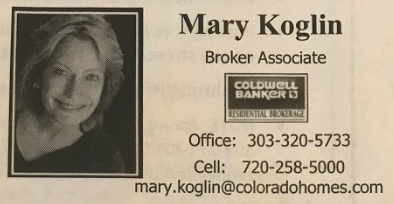 Mary Koglin
Broker Associate
COLDWELL
BANKER
RESIDENTIAL BROKERAGE
Office: 303-320-5733
Cell: 720-258-5000
mary.koglin@coloradohomes.com